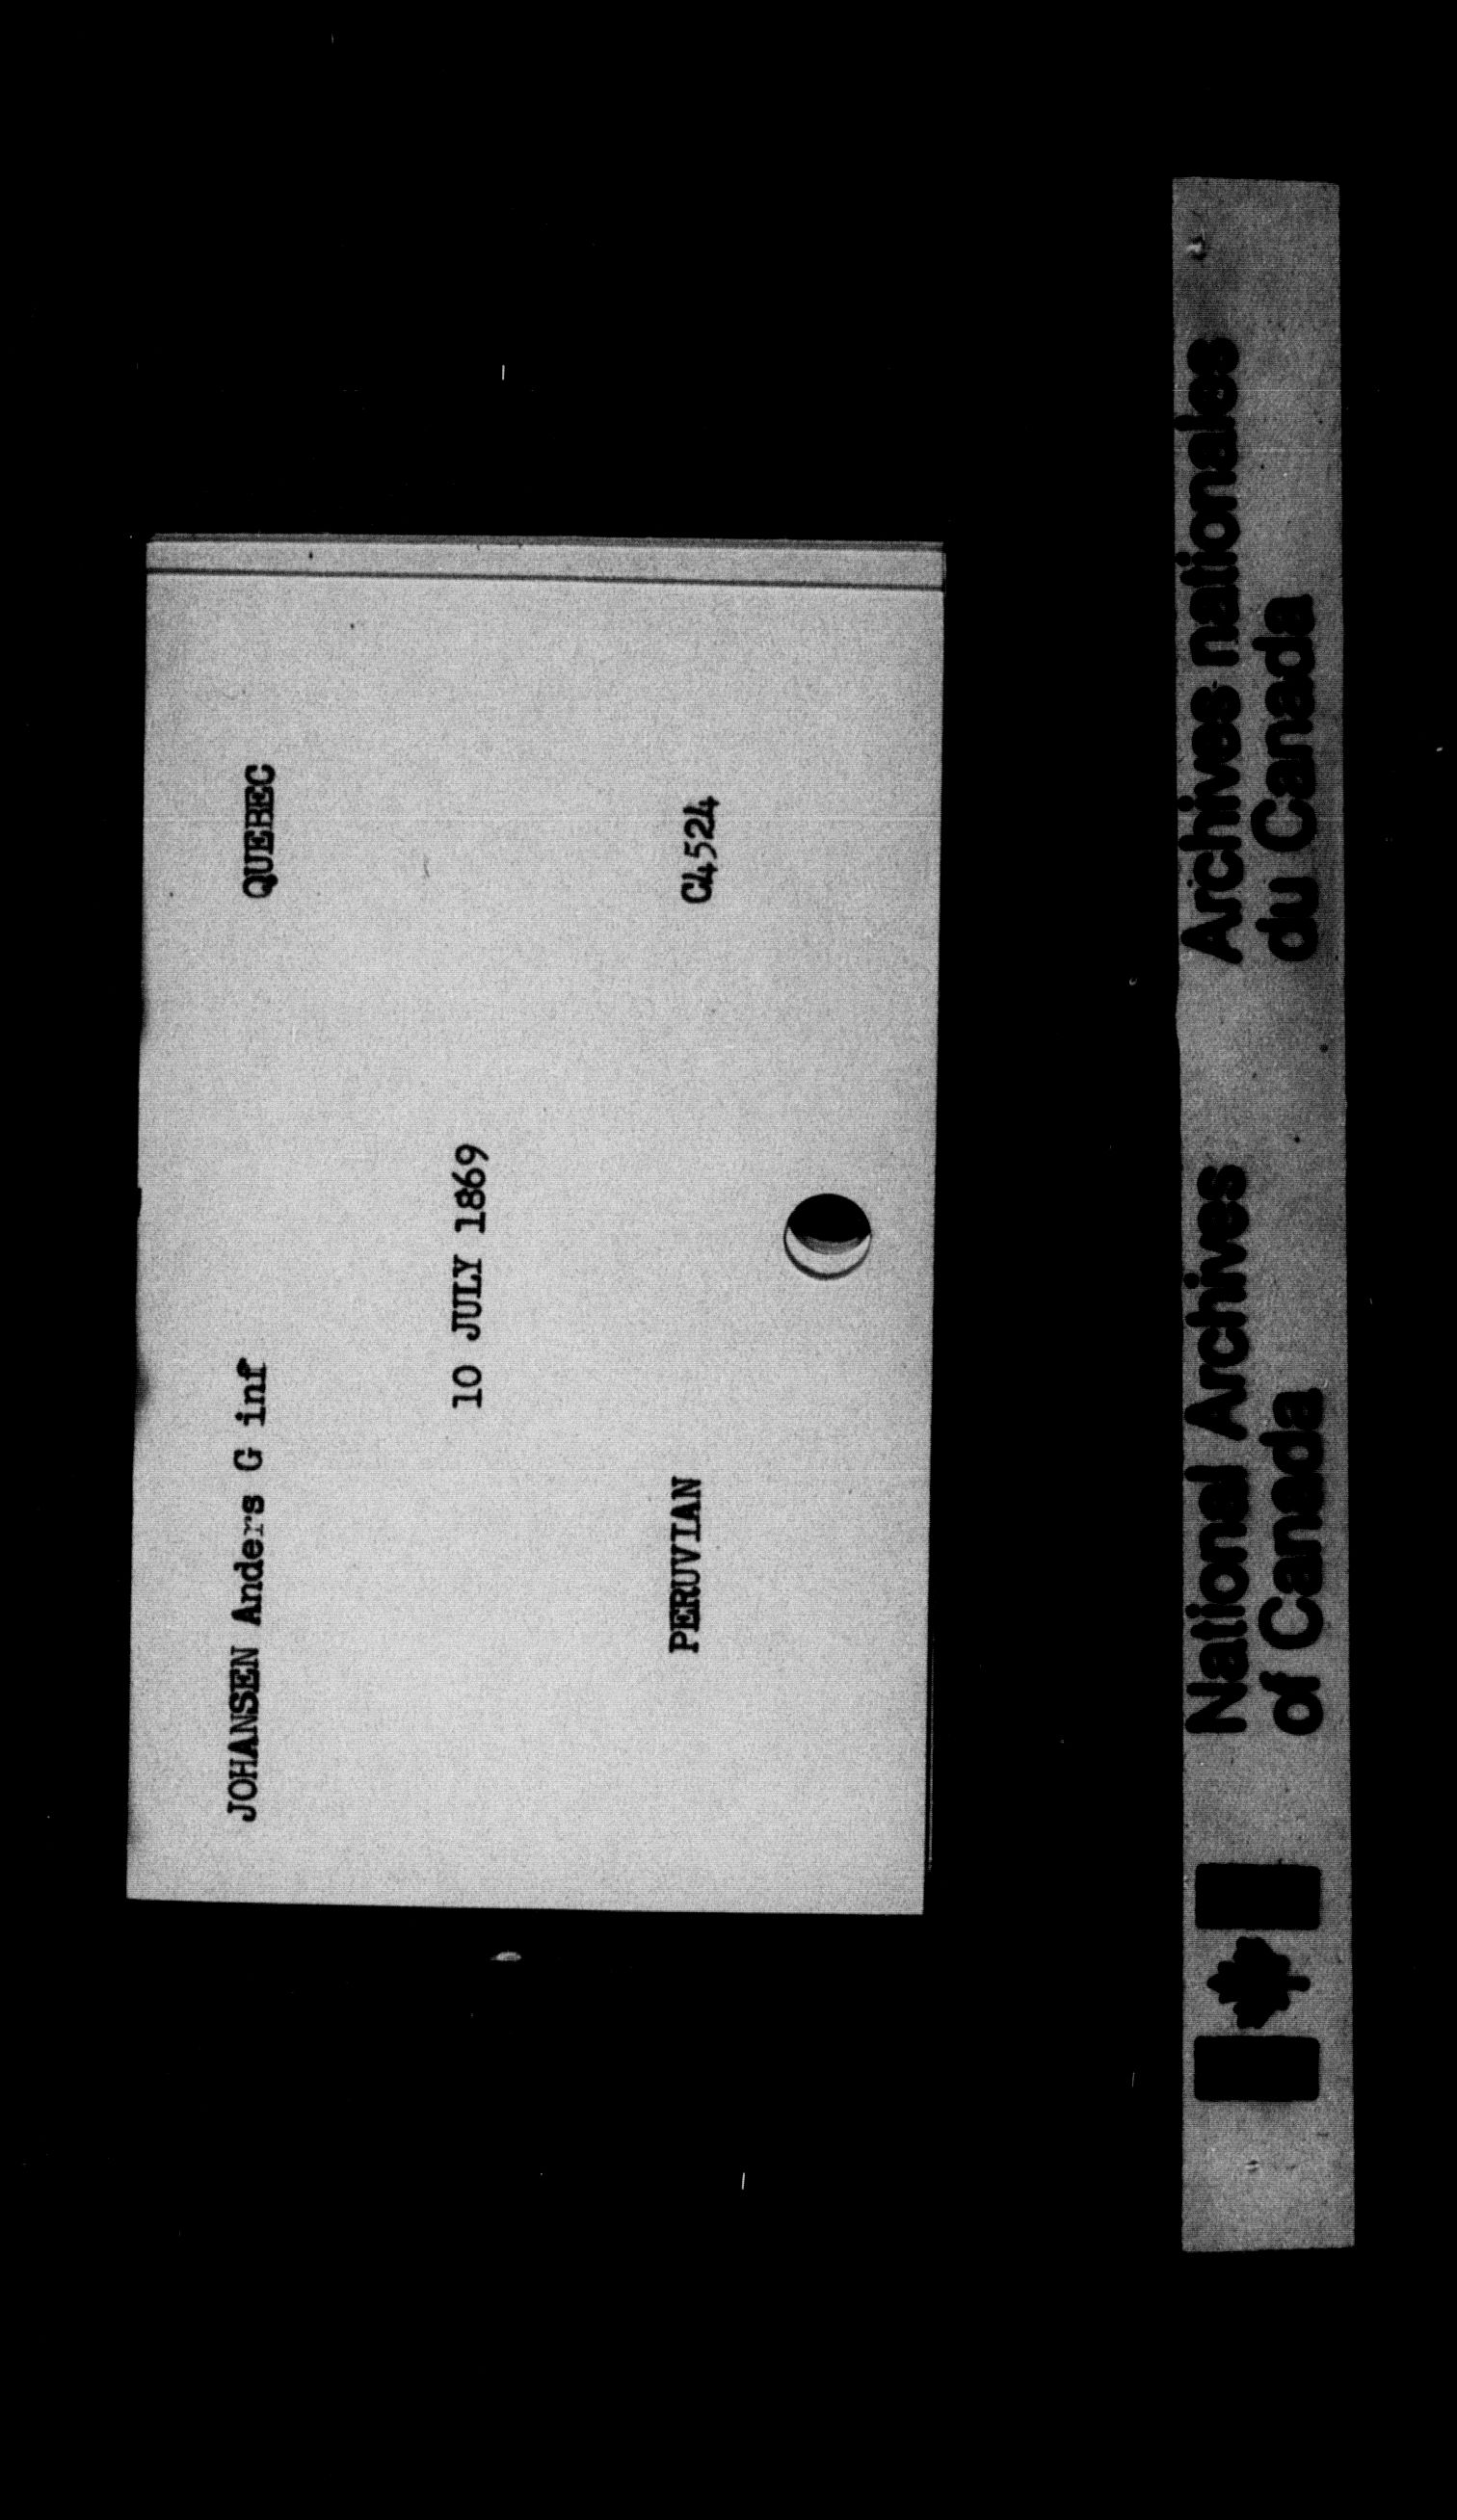 JOHANSEN Anders G inf QUEBEC
10 JULY 1869
PERUVIAN C4524
National Archives of Canada
Archives nationales du Canada